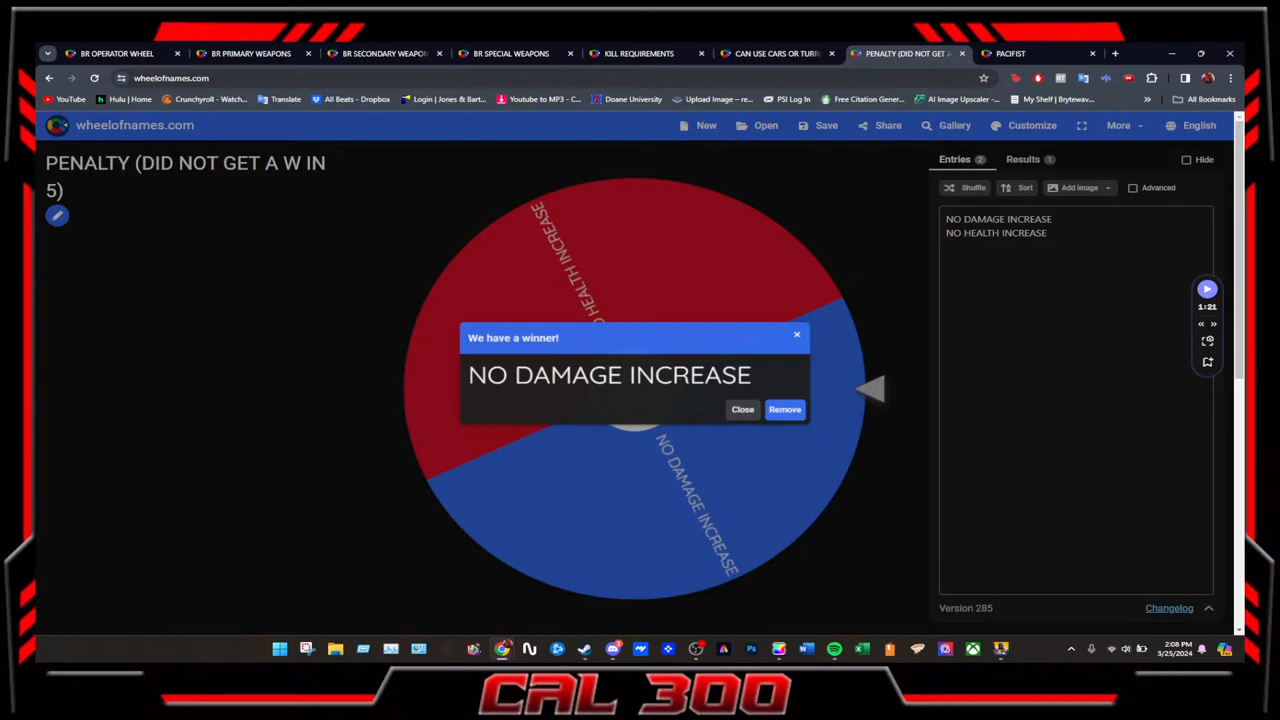 BR OPERATOR WHEEL
BR PRIMARY WEAPONS
BR SECONDARY WEAPON
BR SPECIAL WEAPONS
KILL REQUIREMENTS
CAN USE CARS OR TURR
PENALTY (DID NOT GET A
PACIFIST
wheelofnames.com
YouTube
Hulu | Home
Crunchyroll - Watch...
Translate
All Beats - Dropbox
Login | Jones & Bart...
Youtube to MP3 - C...
Doane University
Upload Image – re...
PSI Log In
Free Citation Gener...
AI Image Upscaler -...
My Shelf | Brytewav...
All Bookmarks
wheelofnames.com
New
Open
Save
Share
Gallery
Customize
More
English
PENALTY (DID NOT GET A W IN
5)
Entries 2
Results 1
Hide
Shuffle
Sort
Add image
Advanced
NO DAMAGE INCREASE
NO HEALTH INCREASE
HEALTH INCREASE
We have a winner!
NO DAMAGE INCREASE
Close
Remove
NO DAMAGE INCREASE
1:21
Version 285
Changelog
2:08 PM
3/25/2024
CAL 300